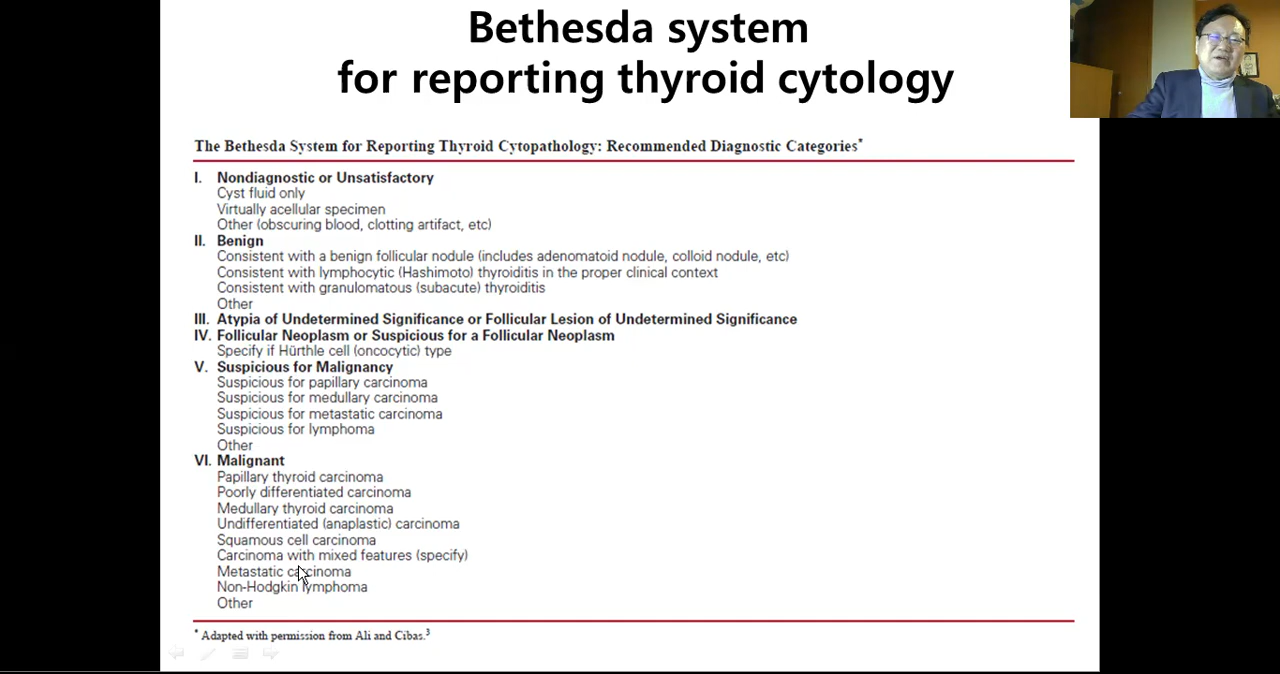 Bethesda system
for reporting thyroid cytology
The Bethesda System for Reporting Thyroid Cytopathology: Recommended Diagnostic Categories*
I. Nondiagnostic or Unsatisfactory
Cyst fluid only
Virtually acellular specimen
Other (obscuring blood, clotting artifact, etc)
II. Benign
Consistent with a benign follicular nodule (includes adenomatoid nodule, colloid nodule, etc)
Consistent with lymphocytic (Hashimoto) thyroiditis in the proper clinical context
Consistent with granulomatous (subacute) thyroiditis
Other
III. Atypia of Undetermined Significance or Follicular Lesion of Undetermined Significance
IV. Follicular Neoplasm or Suspicious for a Follicular Neoplasm
Specify if Hürthle cell (oncocytic) type
V. Suspicious for Malignancy
Suspicious for papillary carcinoma
Suspicious for medullary carcinoma
Suspicious for metastatic carcinoma
Suspicious for lymphoma
Other
VI. Malignant
Papillary thyroid carcinoma
Poorly differentiated carcinoma
Medullary thyroid carcinoma
Undifferentiated (anaplastic) carcinoma
Squamous cell carcinoma
Carcinoma with mixed features (specify)
Metastatic carcinoma
Non-Hodgkin lymphoma
Other
* Adapted with permission from Ali and Cibas.3